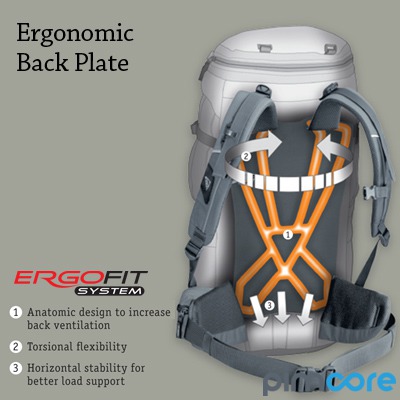 Ergonomic
Back Plate
2
1
3
ERGOFIT
SYSTEM
1 Anatomic design to increase
back ventilation
2 Torsional flexibility
3 Horizontal stability for
better load support